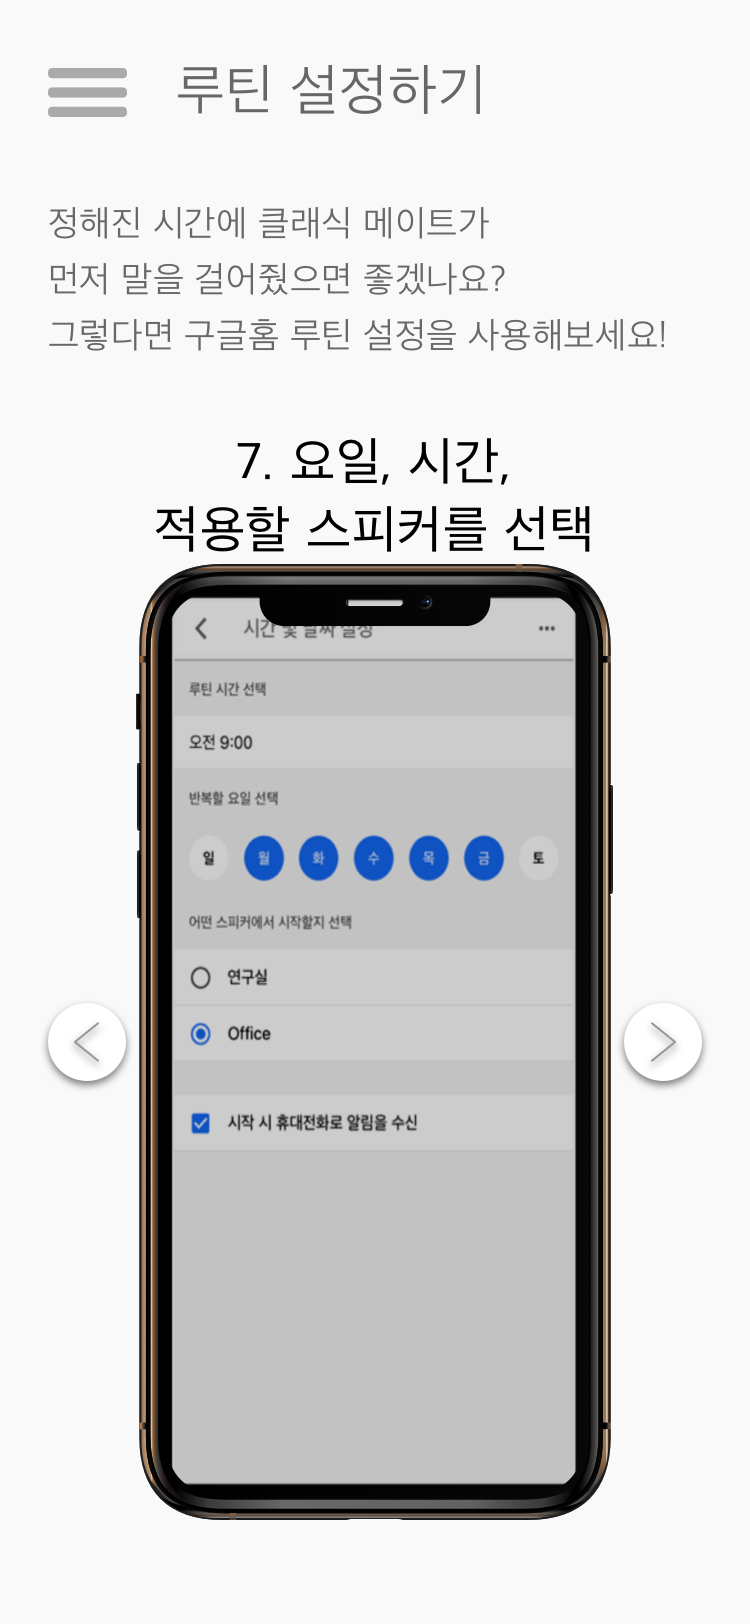 루틴 설정하기
정해진 시간에 클래식 메이트가
먼저 말을 걸어줬으면 좋겠나요?
그렇다면 구글홈 루틴 설정을 사용해보세요!
7. 요일, 시간,
적용할 스피커를 선택
시간 및 날짜 설정
루틴 시간 선택
오전 9:00
반복할 요일 선택
일 월 화 수 목 금 토
어떤 스피커에서 시작할지 선택
연구실
Office
시작 시 휴대전화로 알림을 수신